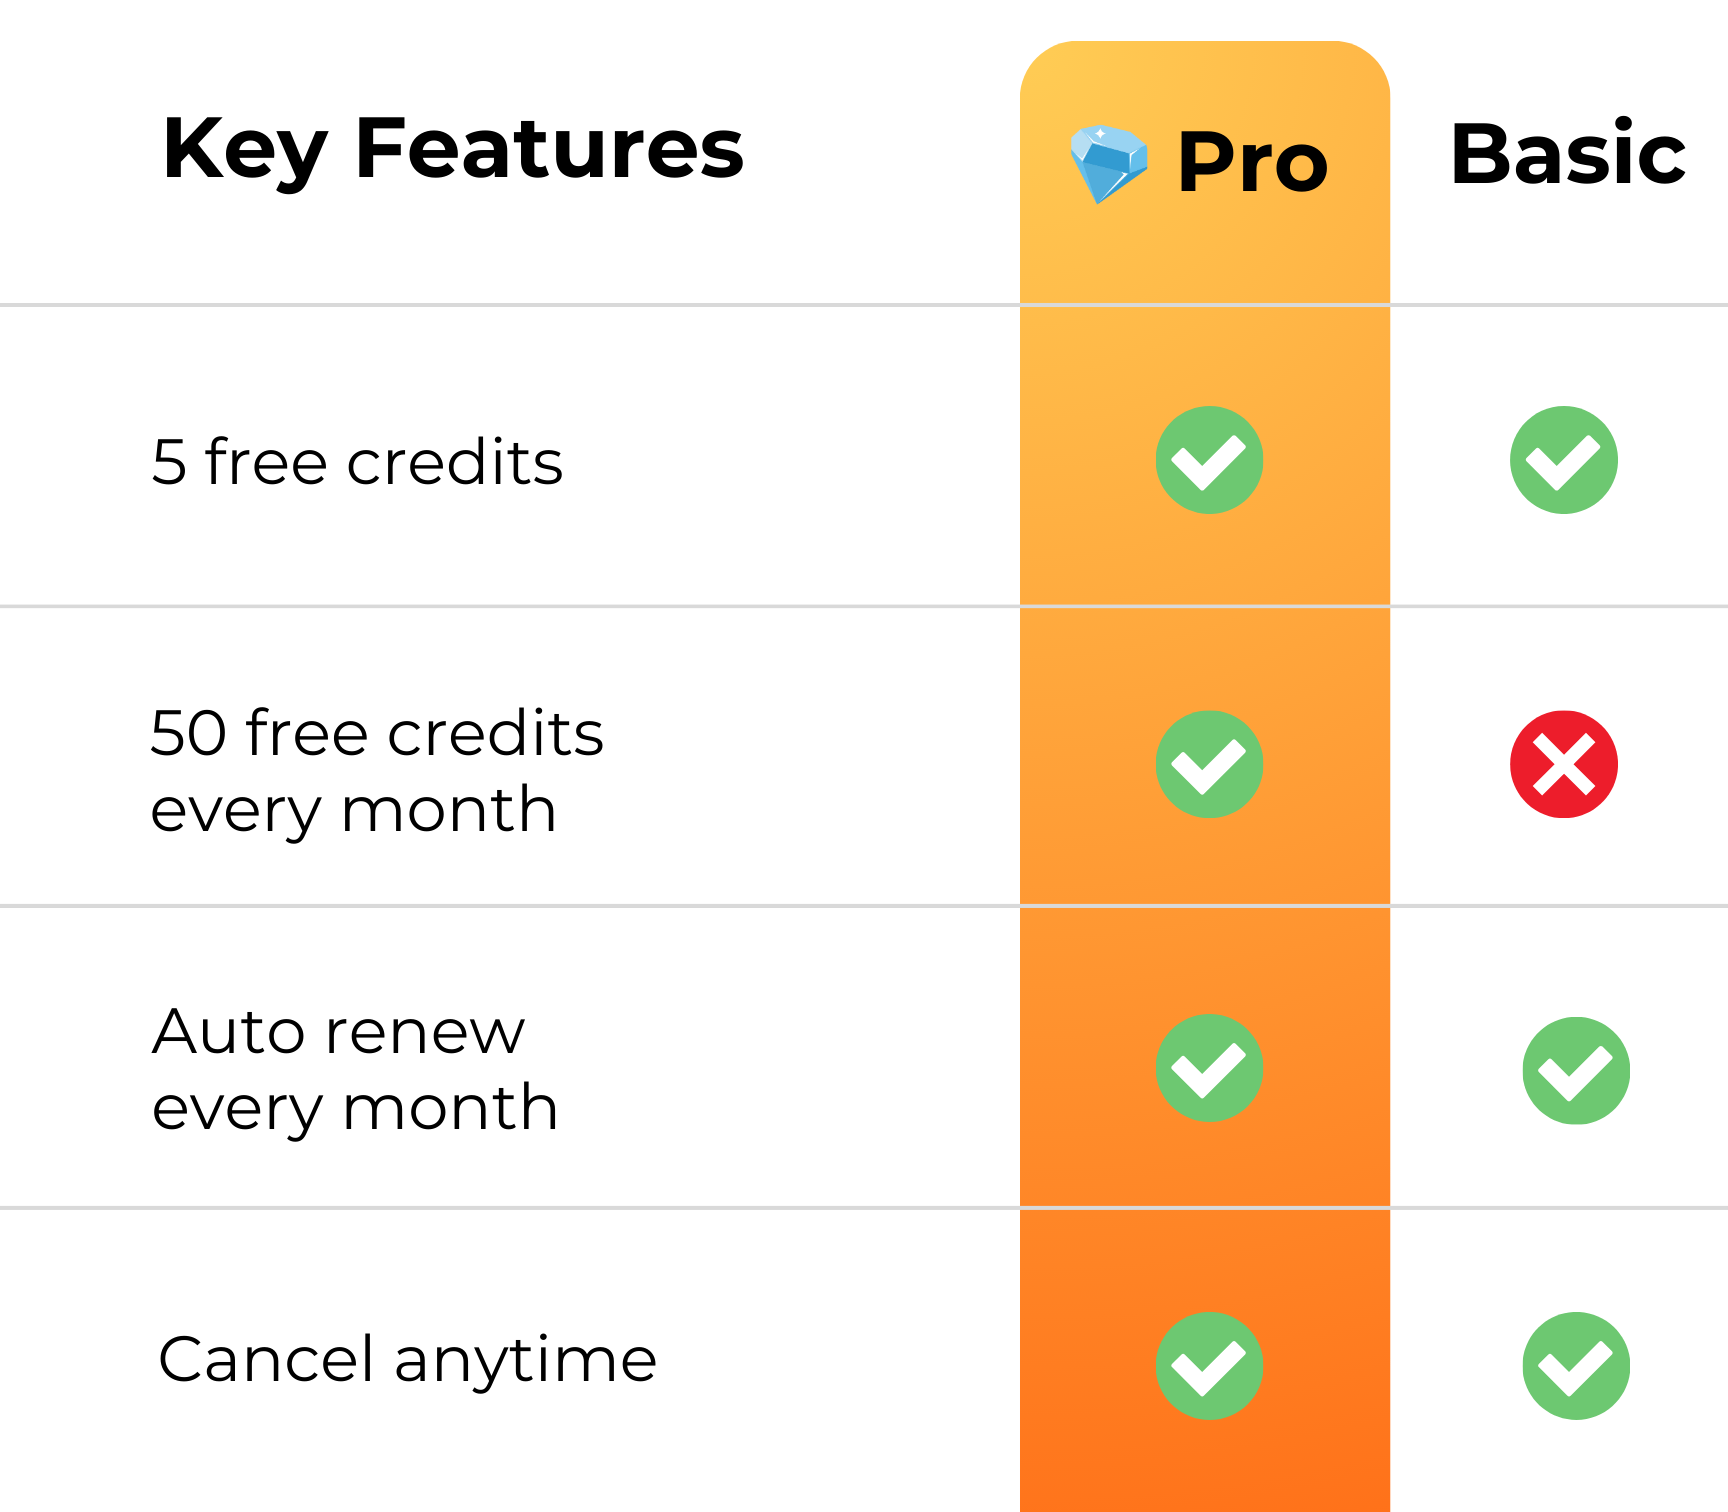 Key Features
Pro
Basic
5 free credits
50 free credits
every month
Auto renew
every month
Cancel anytime